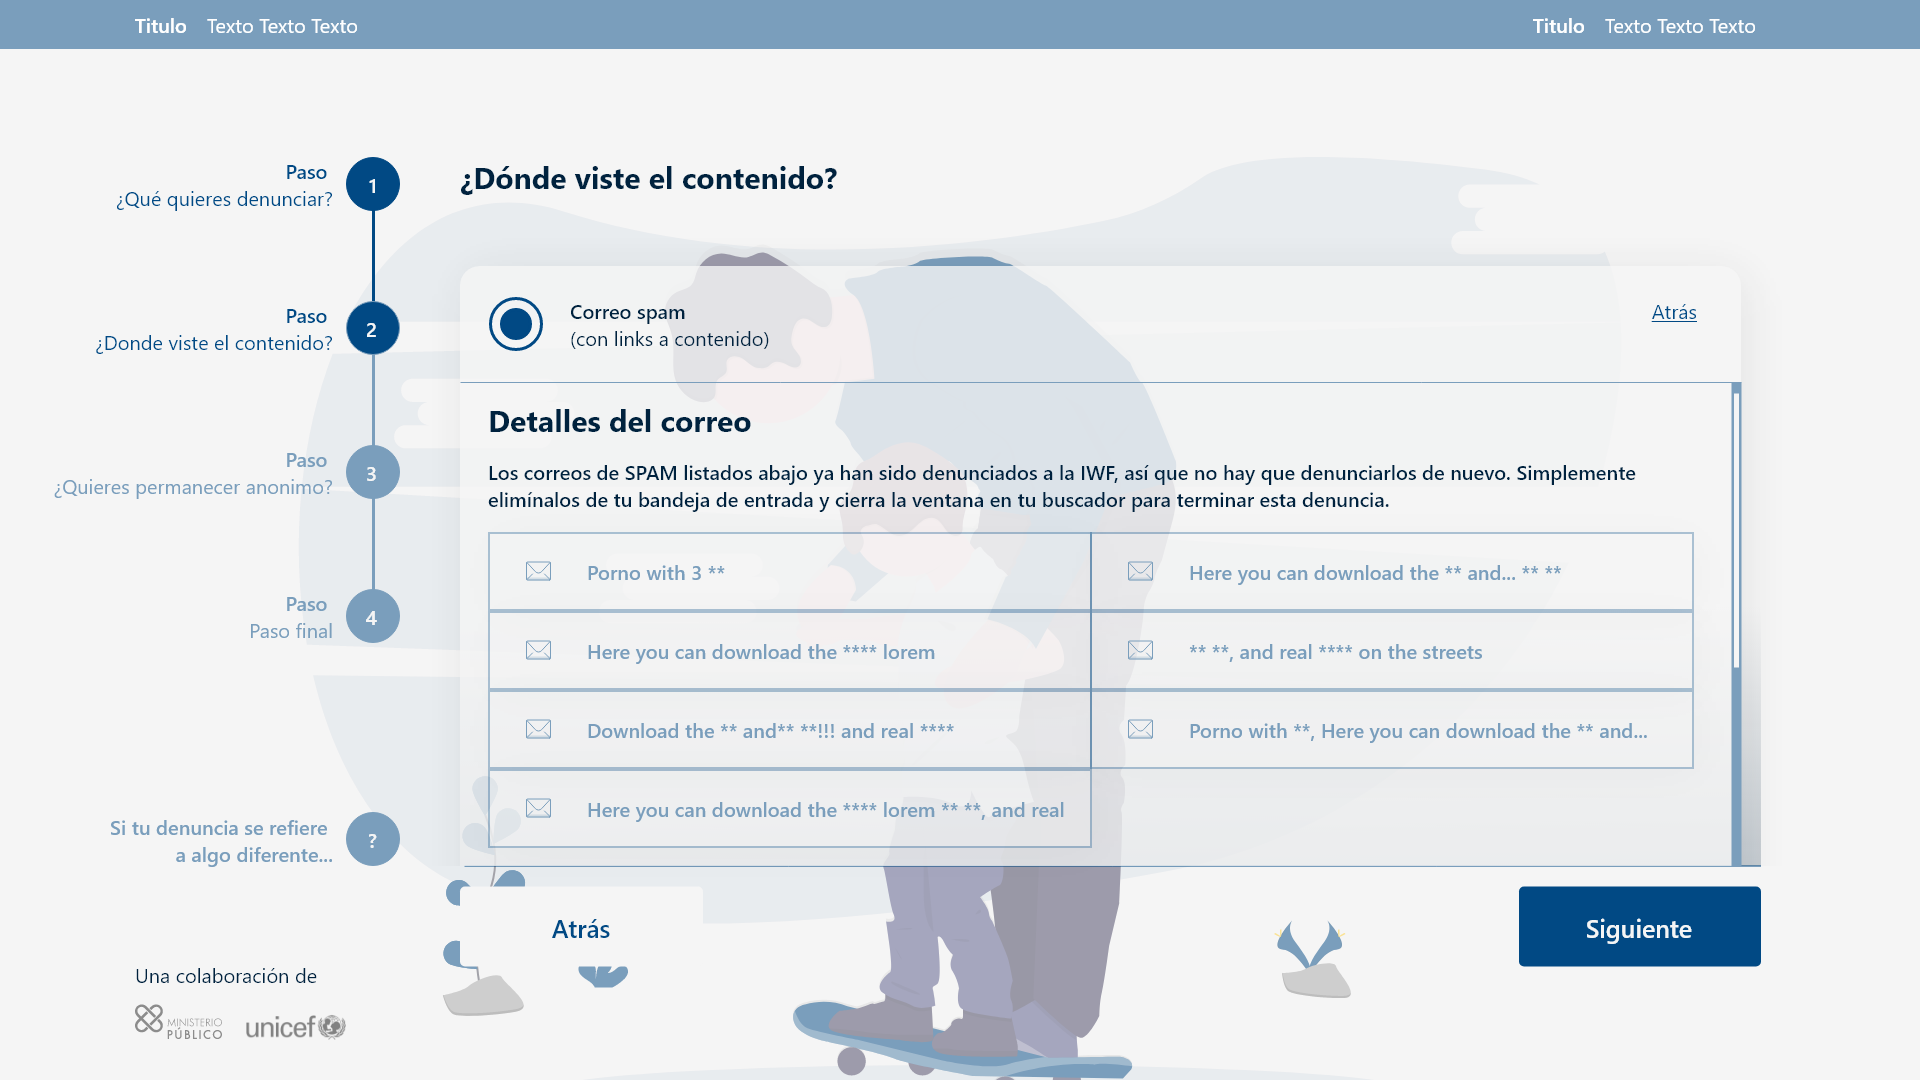 Titulo Texto Texto Texto
Titulo Texto Texto Texto
Paso
¿Qué quieres denunciar?
1
Paso
¿Donde viste el contenido?
2
Paso
¿Quieres permanecer anonimo?
3
Paso
Paso final
4
Si tu denuncia se refiere
a algo diferente...
?
¿Dónde viste el contenido?
Correo spam
(con links a contenido)
Atrás
Detalles del correo
Los correos de SPAM listados abajo ya han sido denunciados a la IWF, así que no hay que denunciarlos de nuevo. Simplemente
elimínalos de tu bandeja de entrada y cierra la ventana en tu buscador para terminar esta denuncia.
Porno with 3 **
Here you can download the ** and... ** **
Here you can download the **** lorem
** **, and real **** on the streets
Download the ** and** **!!! and real ****
Porno with **, Here you can download the ** and...
Here you can download the **** lorem ** **, and real
Atrás
Siguiente
Una colaboración de
MINISTERIO
PÚBLICO
unicef